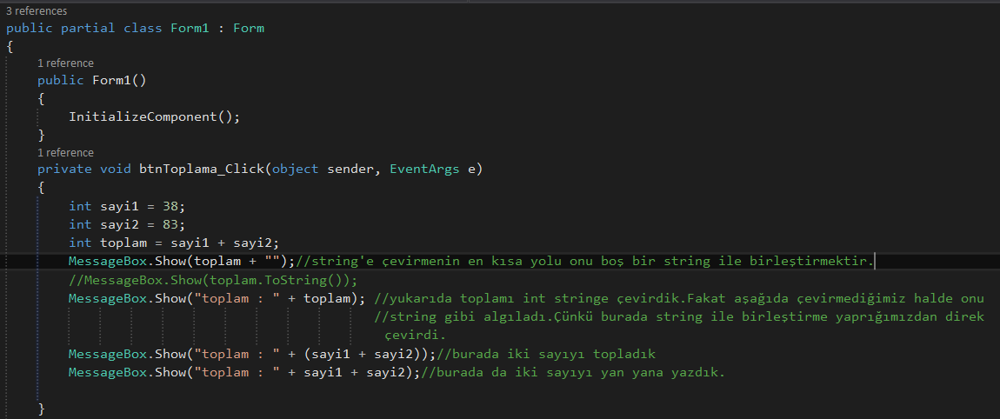 3 references
public partial class Form1 : Form
{
1 reference
public Form1()
{
InitializeComponent();
}
1 reference
private void btnToplama_Click(object sender, EventArgs e)
{
int sayi1 = 38;
int sayi2 = 83;
int toplam = sayi1 + sayi2;
MessageBox.Show(toplam + "");//string'e çevirmenin en kısa yolu onu boş bir string ile birleştirmektir.
//MessageBox.Show(toplam.ToString());
MessageBox.Show("toplam : " + toplam); //yukarıda toplamı int stringe çevirdik.Fakat aşağıda çevirmediğimiz halde onu
//string gibi algıladı.Çünkü burada string ile birleştirme yaprığımızdan direk
çevirdi.
MessageBox.Show("toplam : " + (sayi1 + sayi2));//burada iki sayıyı topladık
MessageBox.Show("toplam : " + sayi1 + sayi2);//burada da iki sayıyı yan yana yazdık.
}